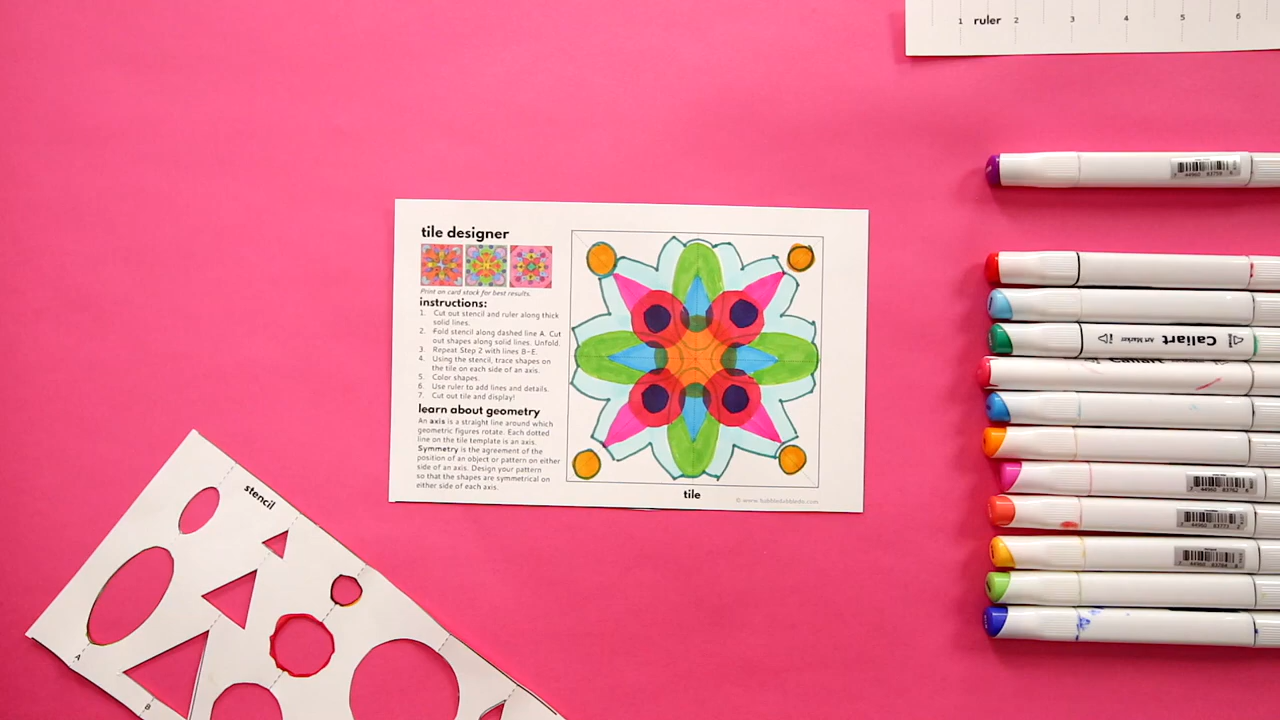 1 ruler 2 3 4 5 6
tile designer
Print on card stock for best results.
instructions:
1. Cut out stencil and ruler along thick
solid lines.
2. Fold stencil along dashed line A. Cut
out shapes along solid lines. Unfold.
3. Repeat Step 2 with lines B-E.
4. Using the stencil, trace shapes on
the tile on each side of an axis.
5. Color shapes.
6. Use ruler to add lines and details.
7. Cut out tile and display!
learn about geometry
An axis is a straight line around which
geometric figures rotate. Each dotted
line on the tile template is an axis.
Symmetry is the agreement of the
position of an object or pattern on either
side of an axis. Design your pattern
so that the shapes are symmetrical on
either side of each axis.
tile
stencil
A
B
Caliart
Art Marker
Caliart